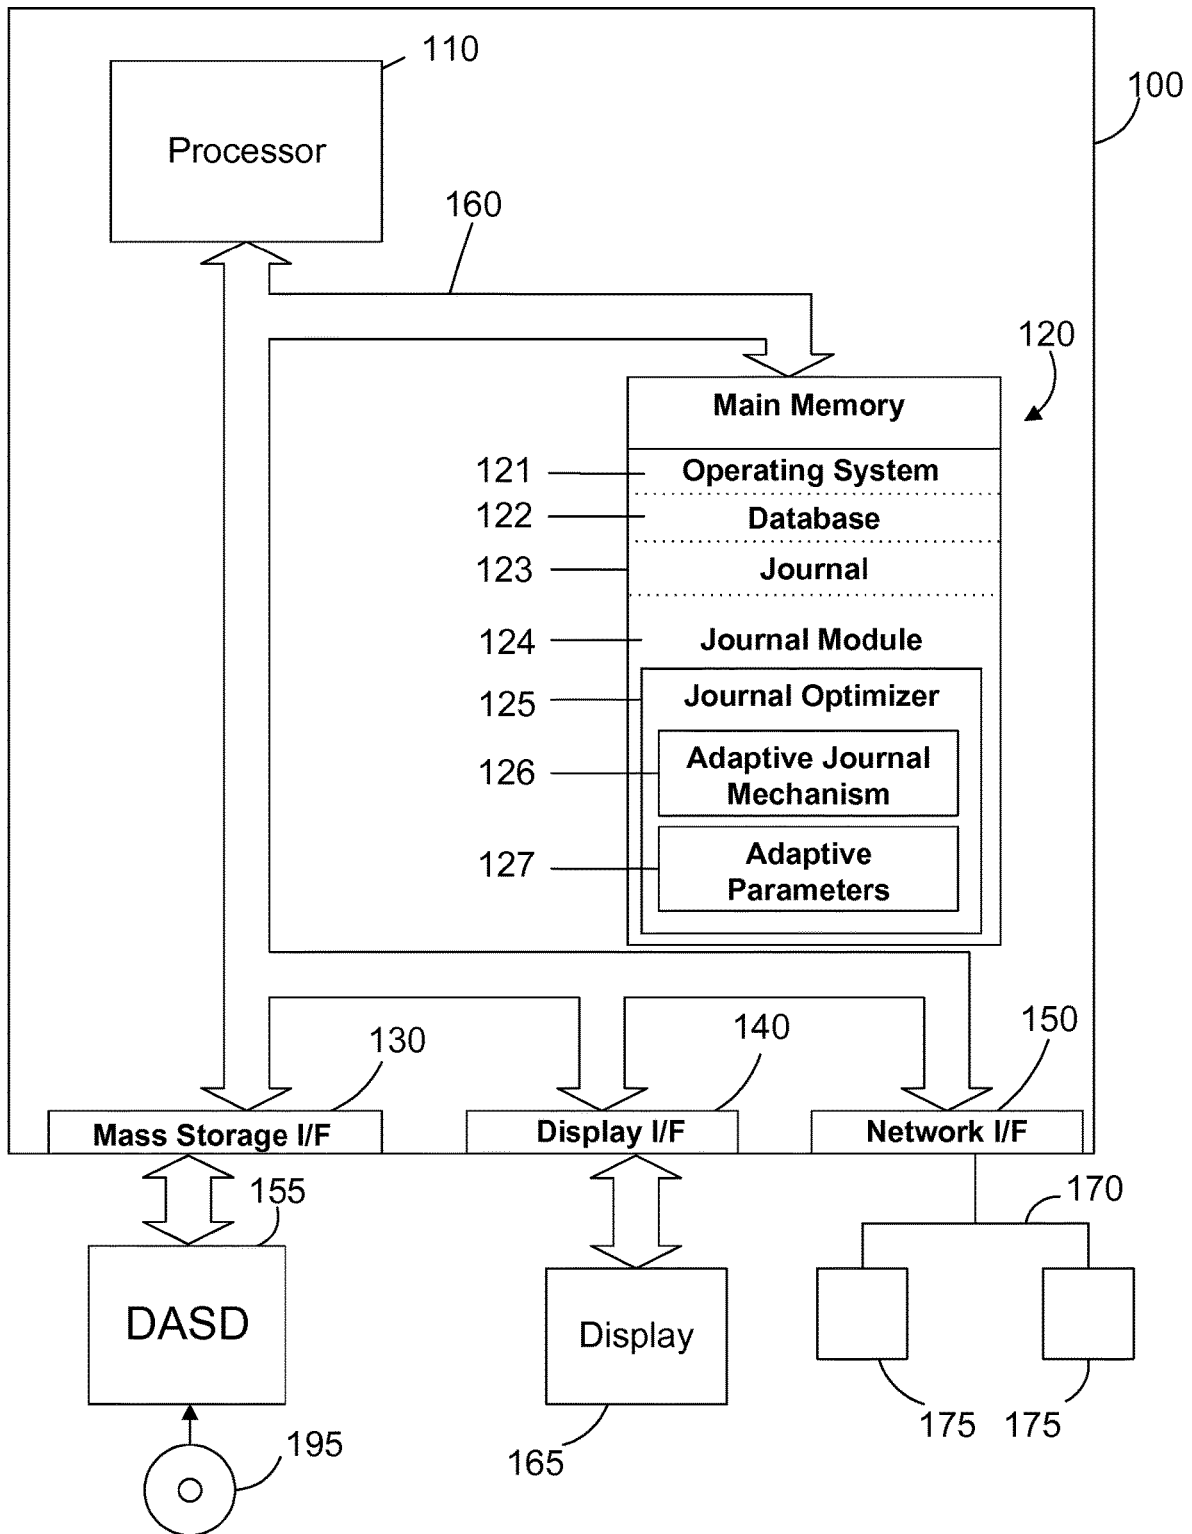 110
100
Processor
160
120
Main Memory
121
Operating System
122
Database
123
Journal
124
Journal Module
125
Journal Optimizer
126
Adaptive Journal
Mechanism
127
Adaptive
Parameters
130
140
150
Mass Storage I/F
Display I/F
Network I/F
155
170
DASD
Display
175
175
195
165